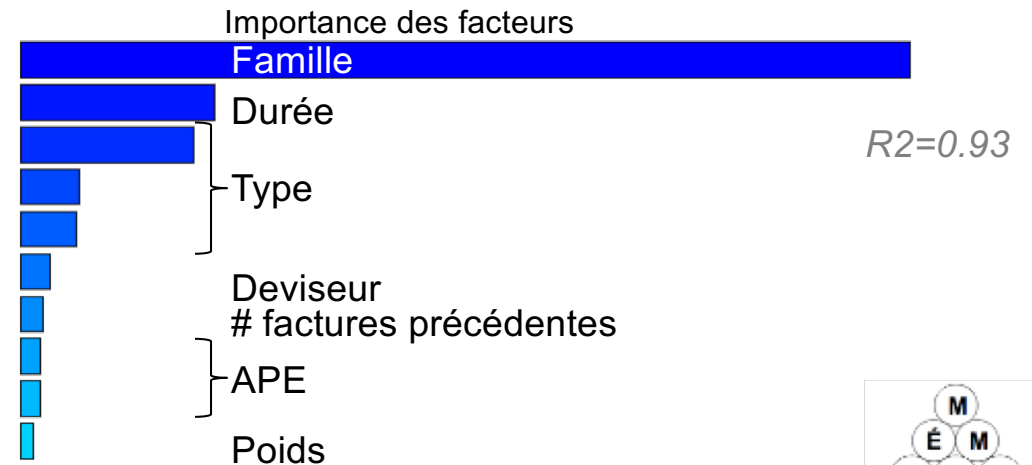 Importance des facteurs
Famille
Durée
R2=0.93
Type
Deviseur
# factures précédentes
APE
M
É M
Poids